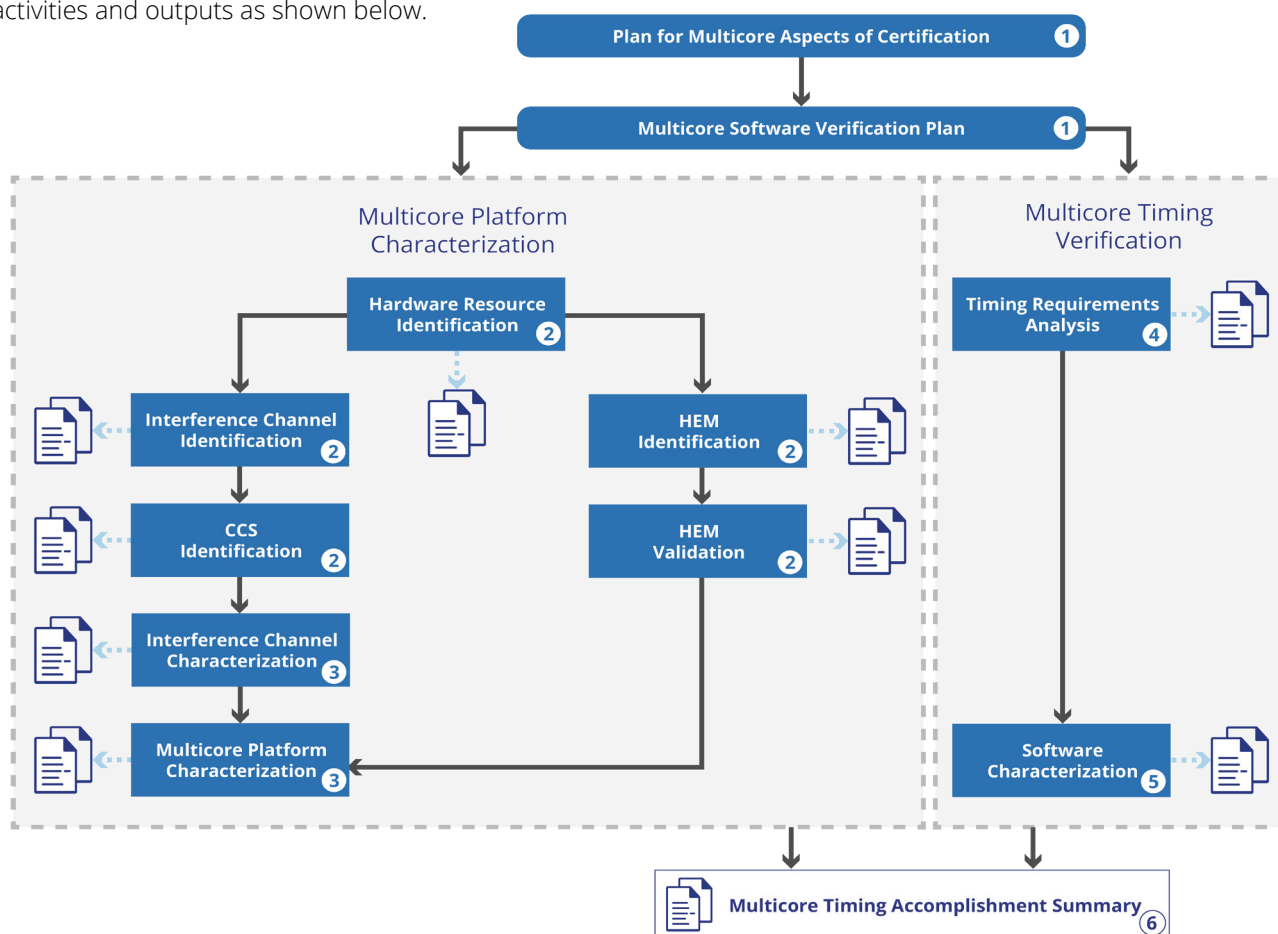 activities and outputs as shown below.
Plan for Multicore Aspects of Certification 1
Multicore Software Verification Plan 1
Multicore Platform
Characterization
Multicore Timing
Verification
Hardware Resource
Identification 2
Timing Requirements
Analysis 4
Interference Channel
Identification 2
HEM
Identification 2
CCS
Identification 2
HEM
Validation 2
Interference Channel
Characterization 3
Multicore Platform
Characterization 3
Software
Characterization 5
Multicore Timing Accomplishment Summary 6